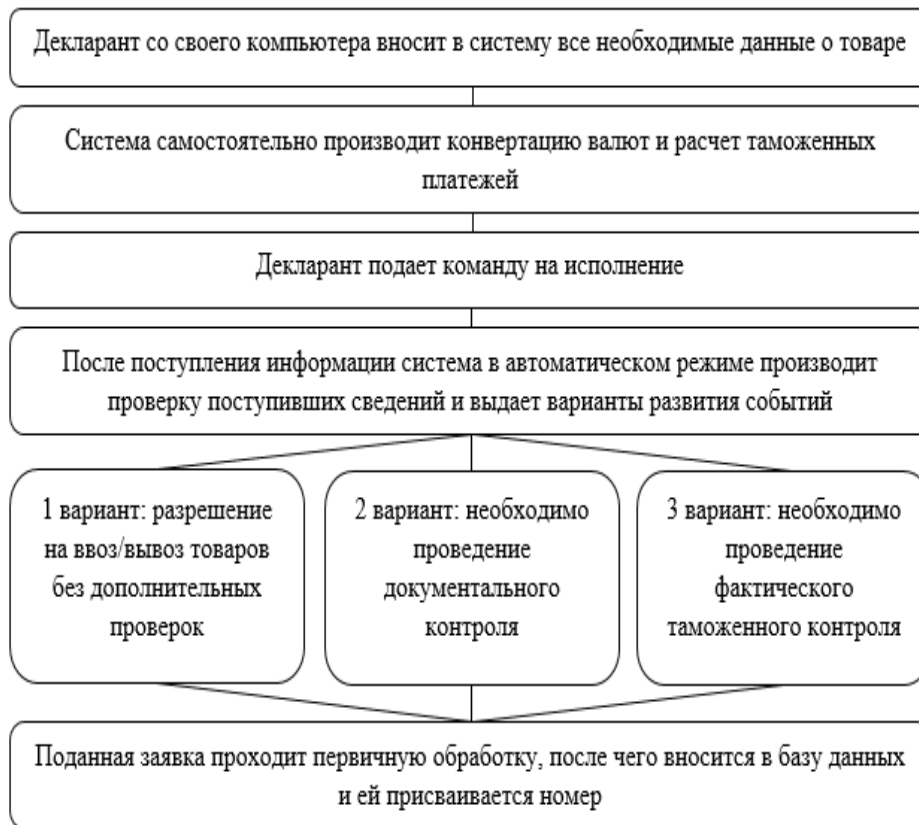 Декларант со своего компьютера вносит в систему все необходимые данные о товаре
Система самостоятельно производит конвертацию валют и расчет таможенных
платежей
Декларант подает команду на исполнение
После поступления информации система в автоматическом режиме производит
проверку поступивших сведений и выдает варианты развития событий
1 вариант: разрешение
на ввоз/вывоз товаров
без дополнительных
проверок
2 вариант: необходимо
проведение
документального
контроля
3 вариант: необходимо
проведение
фактического
таможенного контроля
Поданная заявка проходит первичную обработку, после чего вносится в базу данных
и ей присваивается номер